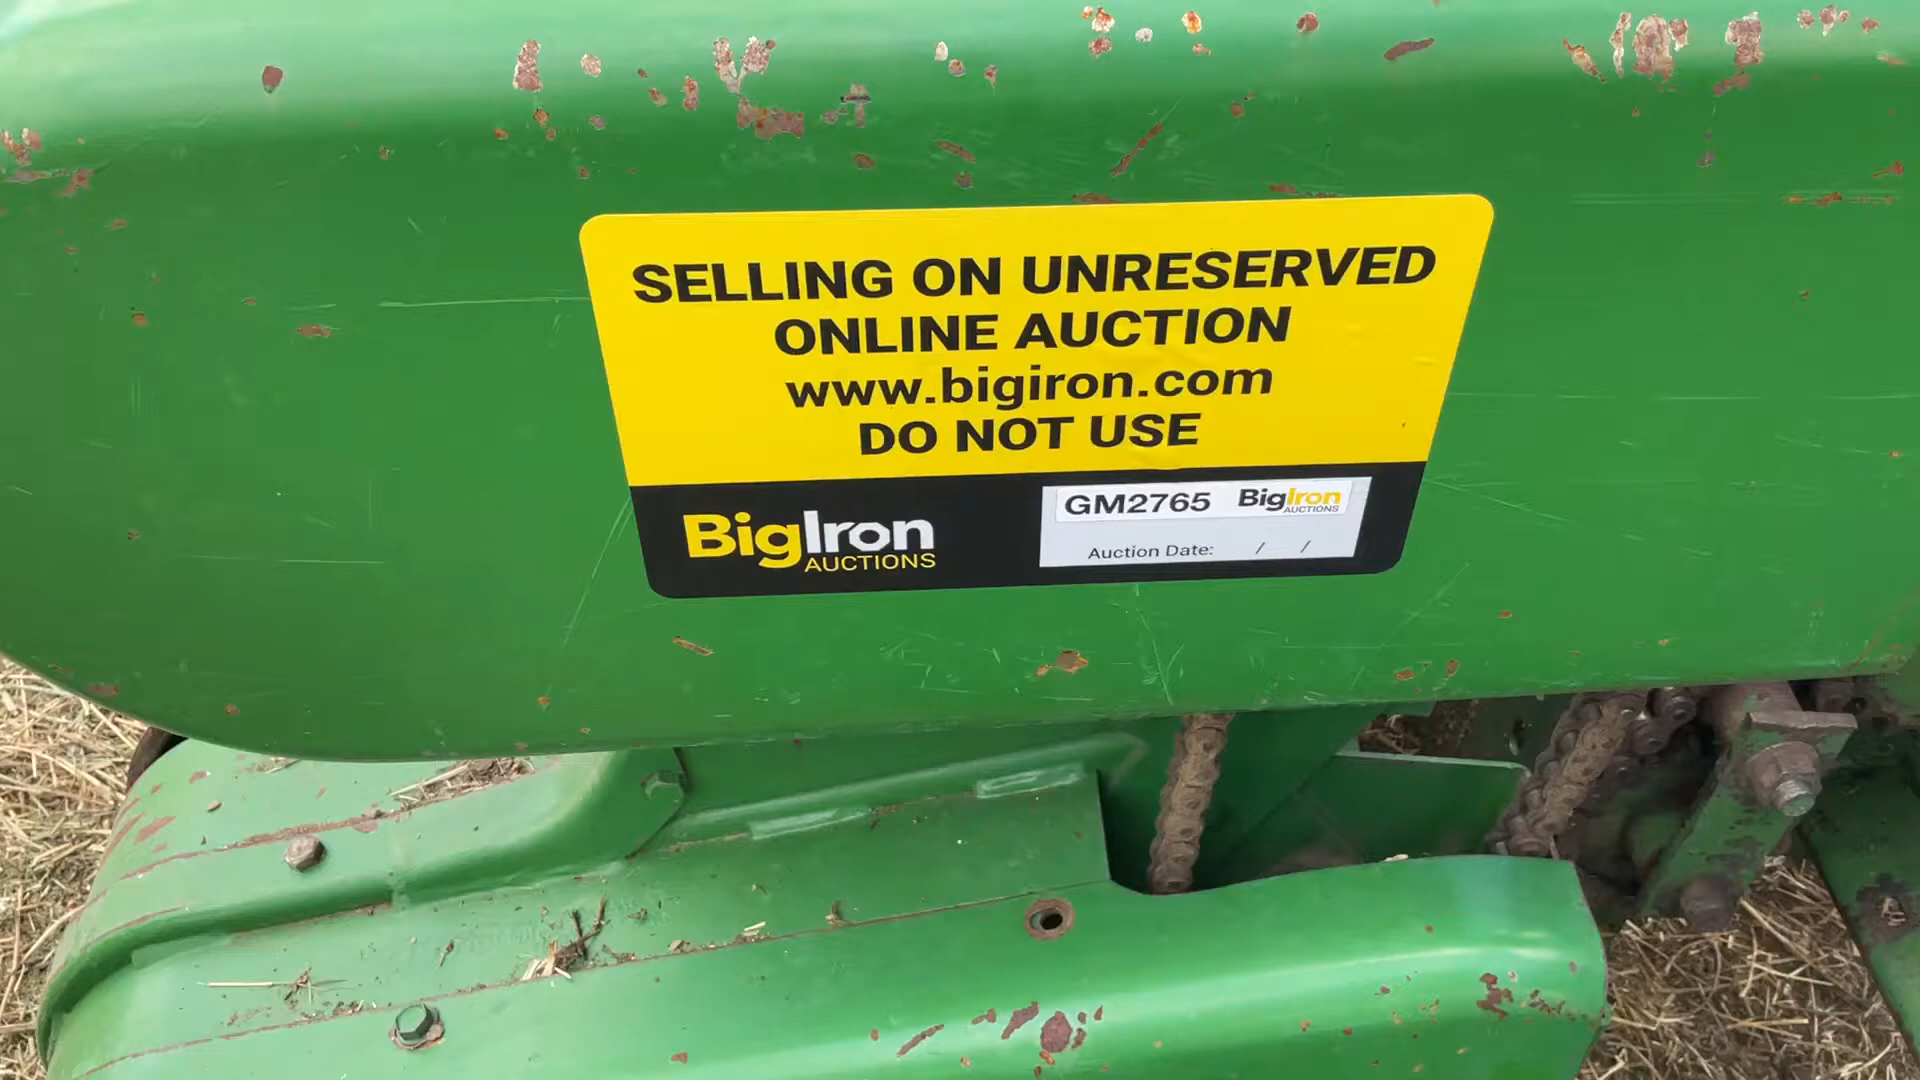 SELLING ON UNRESERVED
ONLINE AUCTION
www.bigiron.com
DO NOT USE
BigIron
AUCTIONS
GM2765 BigIron
AUCTIONS
Auction Date: / /